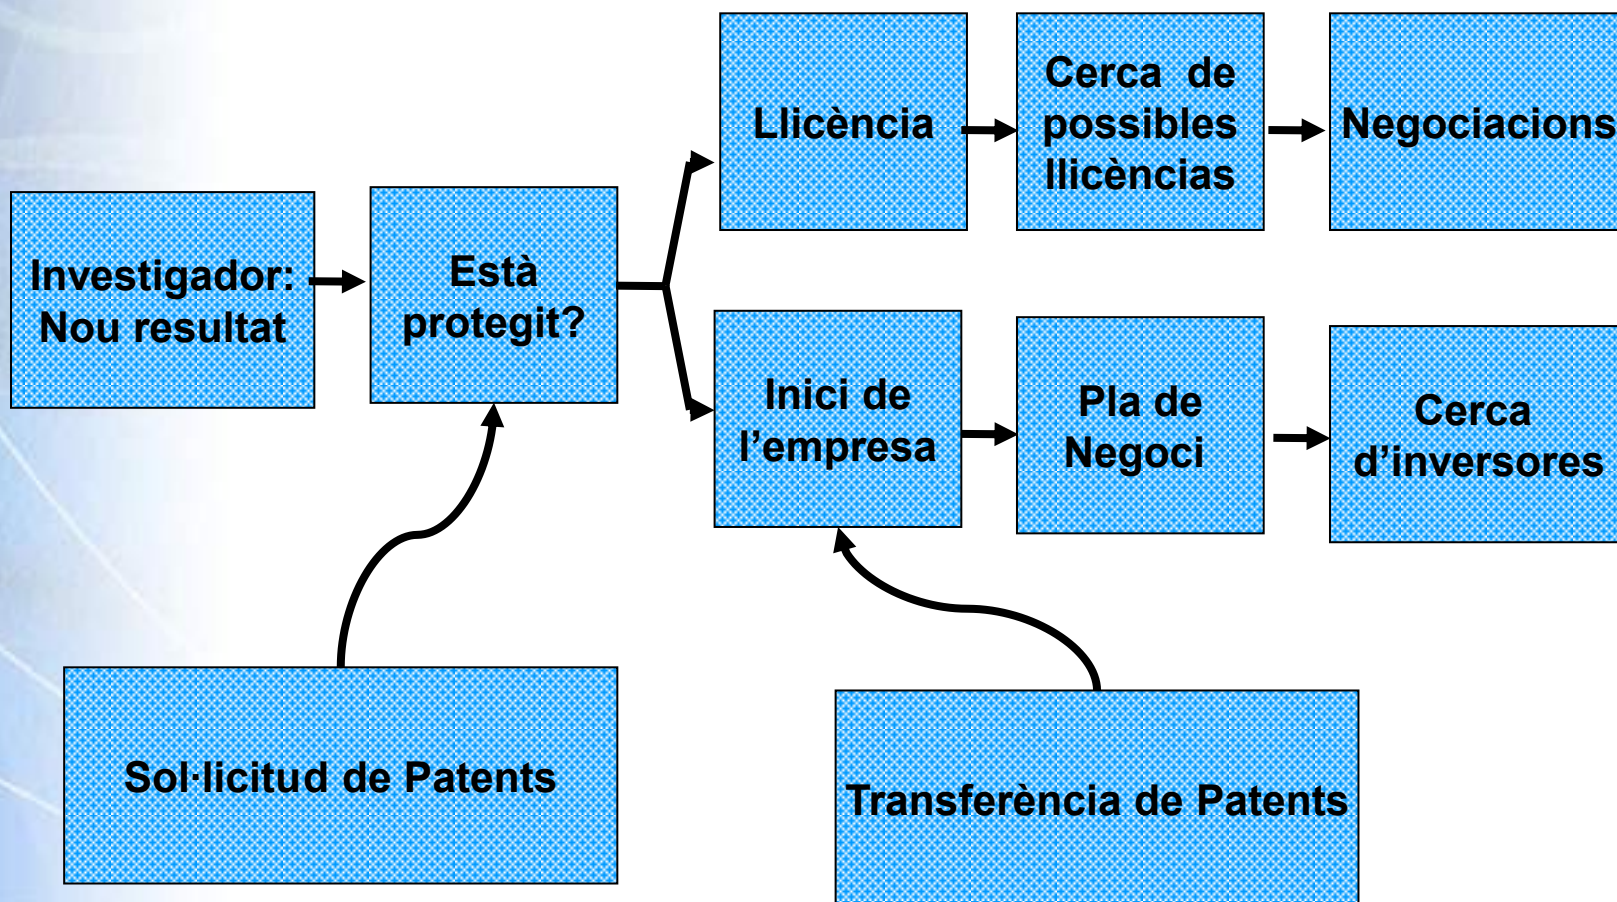 Investigador:
Nou resultat
Està
protegit?
Llicència
Cerca de
possibles
llicències
Negociacions
Inici de
l’empresa
Pla de
Negoci
Cerca
d’inversores
Sol·licitud de Patents
Transferència de Patents